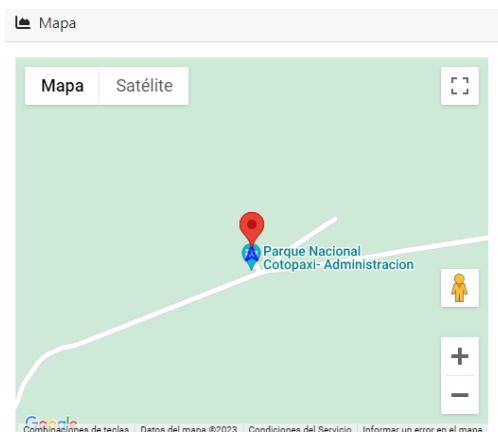 Mapa
Mapa Satélite
Parque Nacional
Cotopaxi- Administracion
Google
Combinaciones de teclas Datos del mapa ©2023 Condiciones del Servicio Informar un error en el mapa